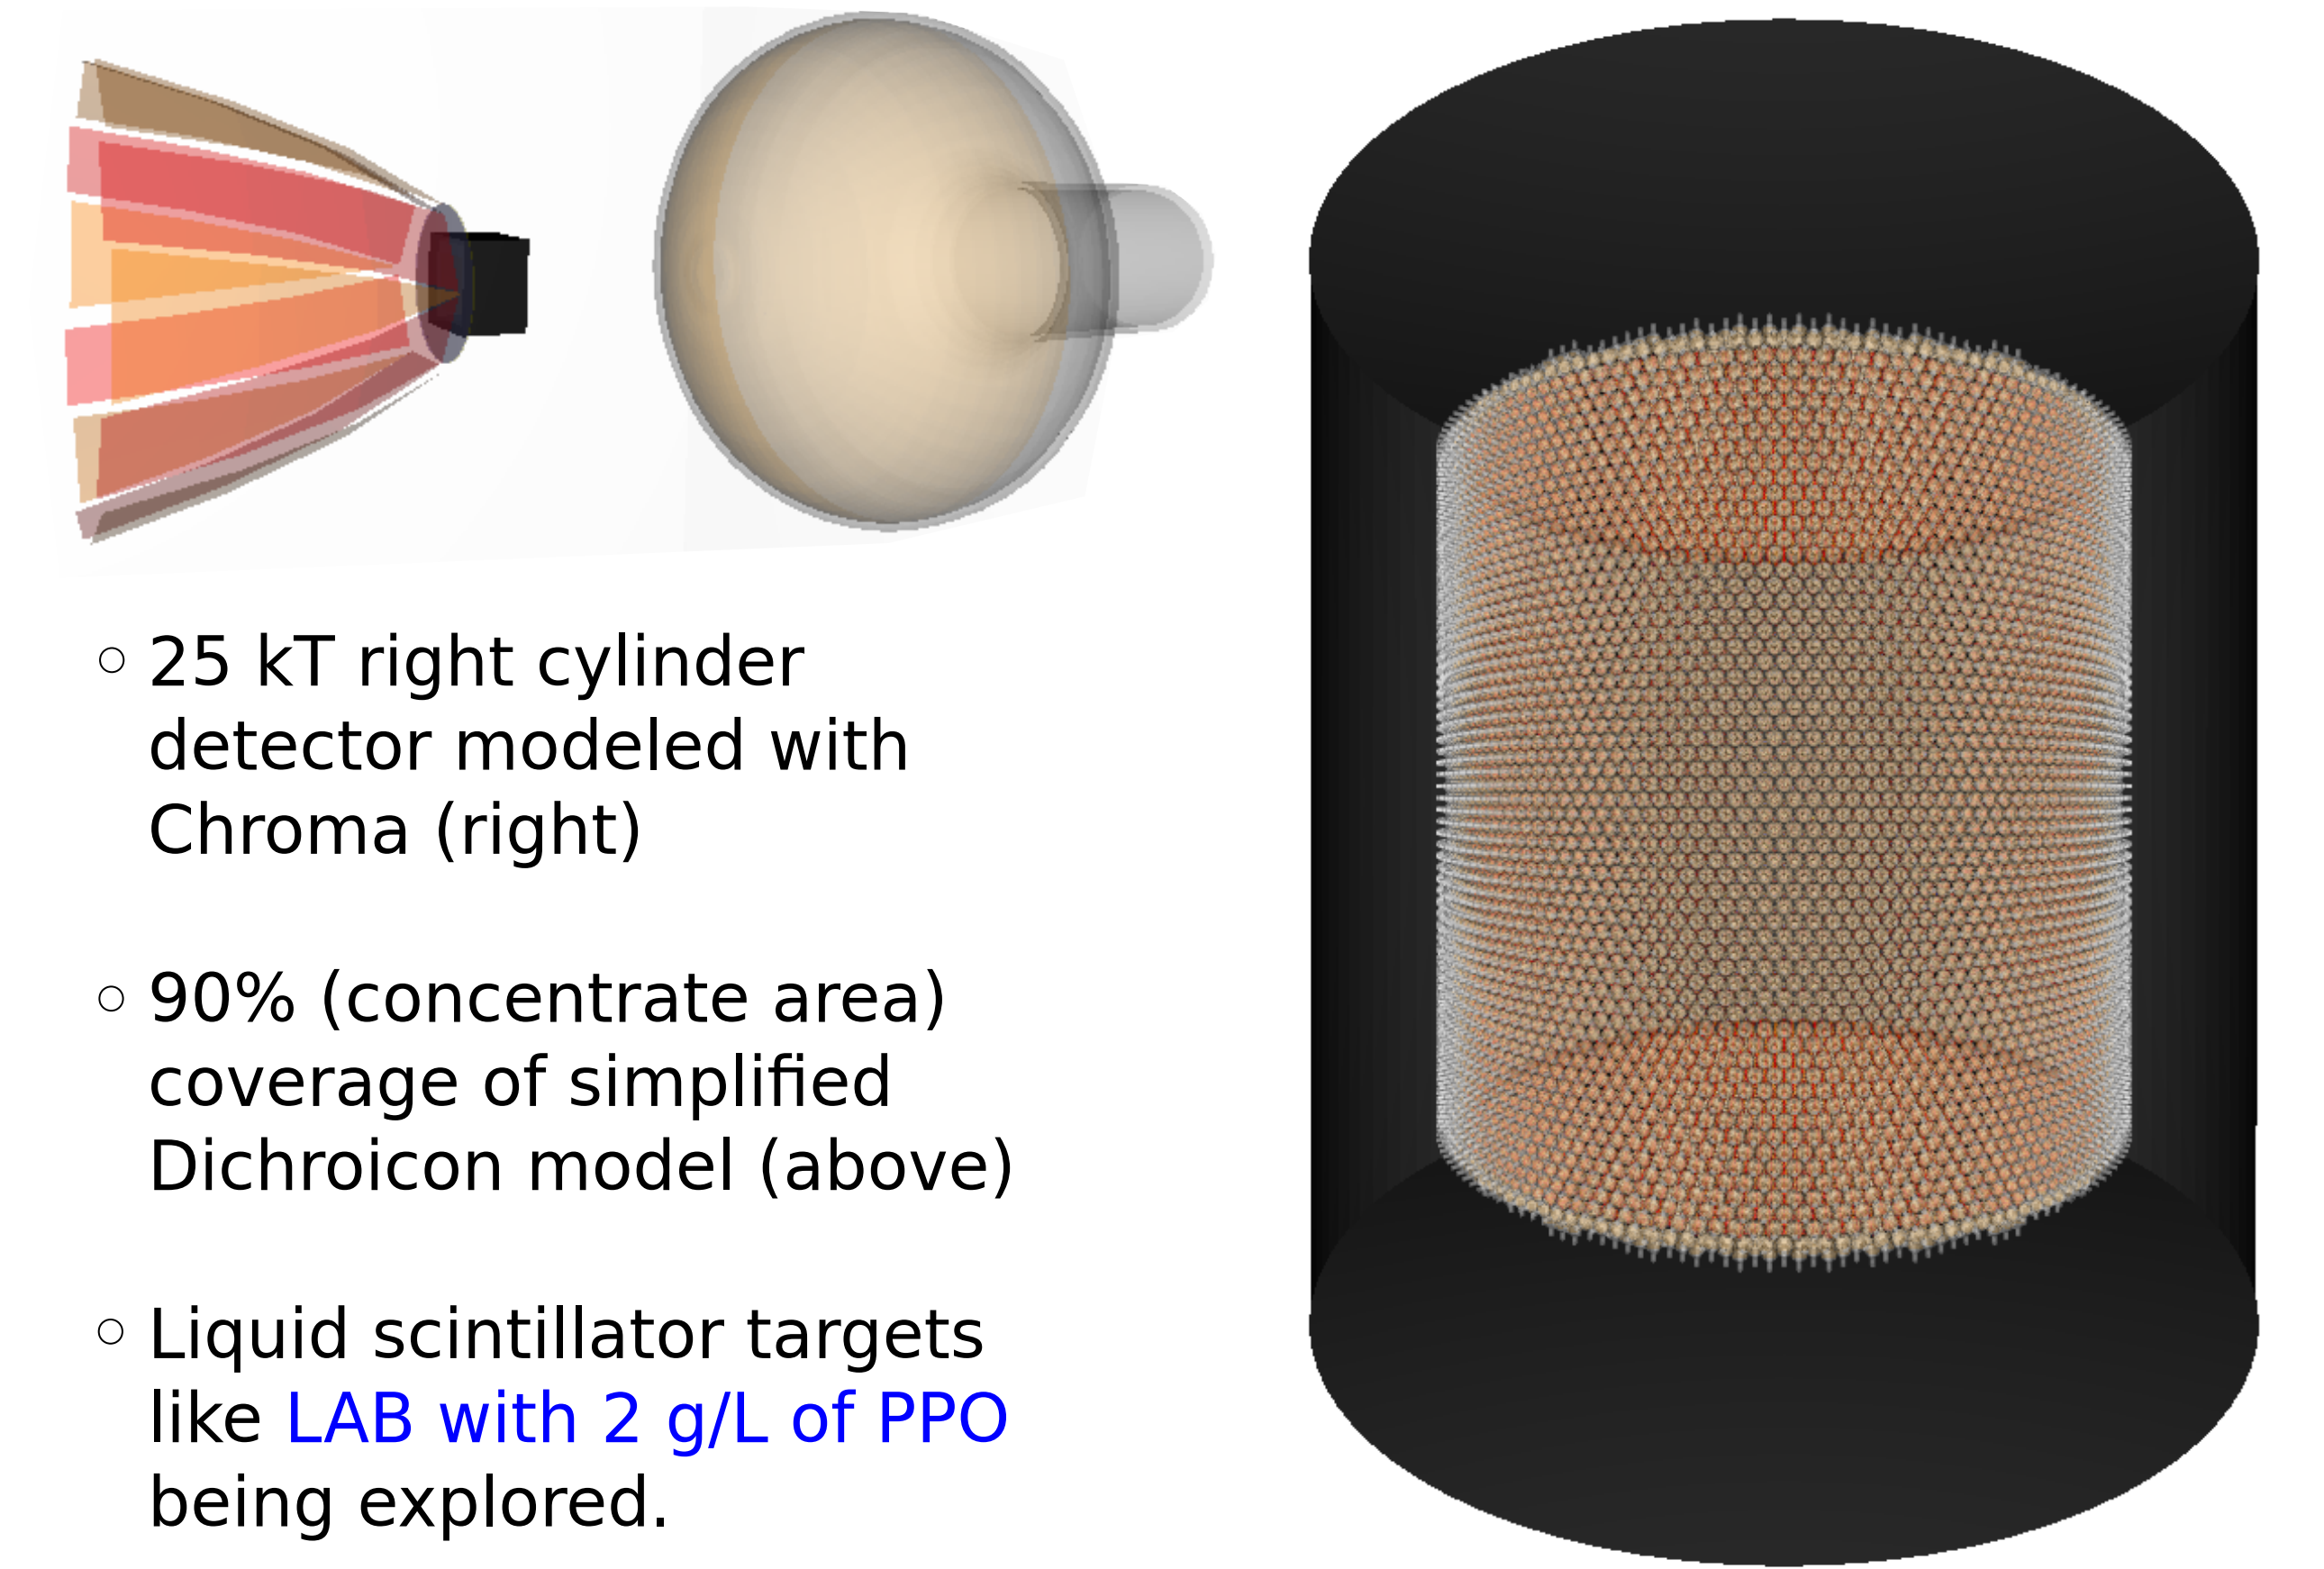 ○ 25 kT right cylinder
detector modeled with
Chroma (right)
○ 90% (concentrate area)
coverage of simplified
Dichroicon model (above)
○ Liquid scintillator targets
like LAB with 2 g/L of PPO
being explored.